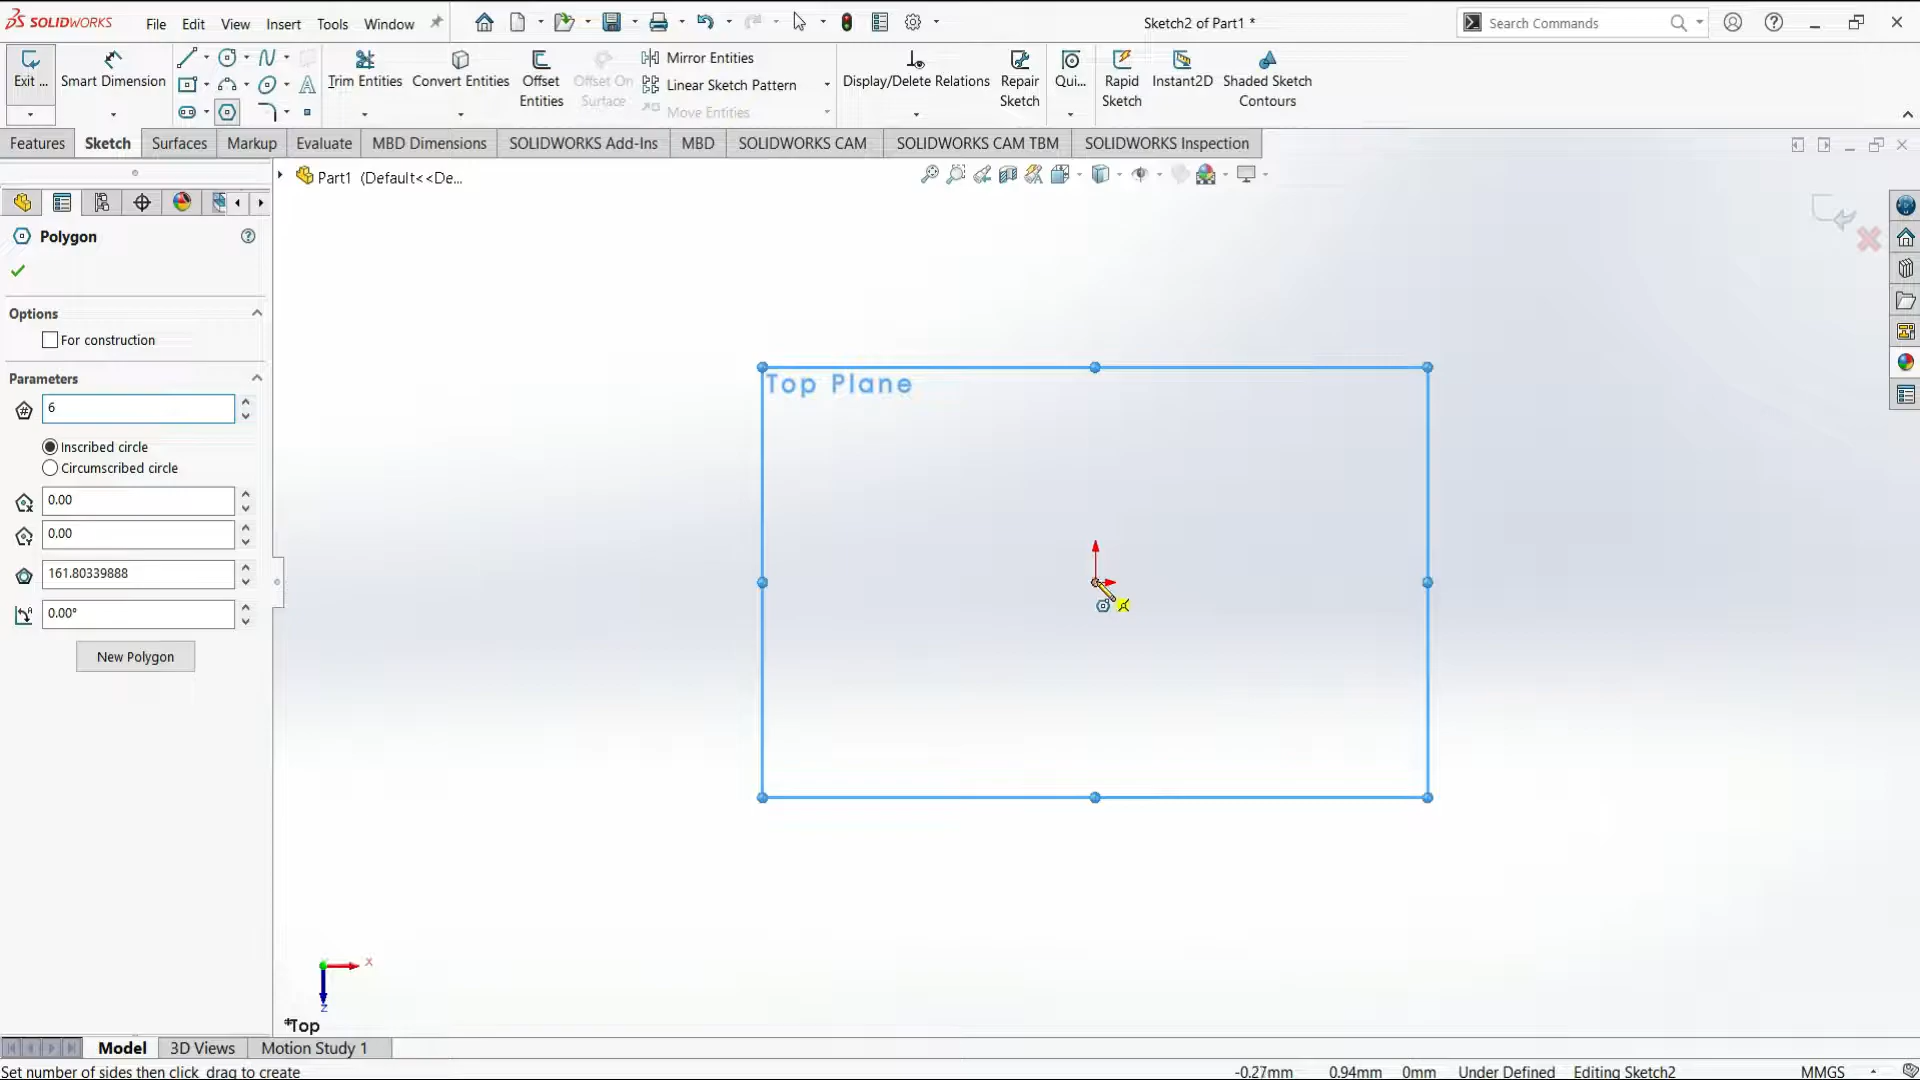 SOLIDWORKS File Edit View Insert Tools Window Sketch2 of Part1 * Search Commands
Exit ... Smart Dimension Trim Entities Convert Entities Offset Entities Offset On Surface Mirror Entities Display/Delete Relations Repair Sketch Qui... Rapid Sketch Instant2D Shaded Sketch Contours
Linear Sketch Pattern
Move Entities
Features Sketch Surfaces Markup Evaluate MBD Dimensions SOLIDWORKS Add-Ins MBD SOLIDWORKS CAM SOLIDWORKS CAM TBM SOLIDWORKS Inspection
Part1 (Default<<De...
Polygon
Options
For construction
Parameters
6
Inscribed circle
Circumscribed circle
0.00
0.00
161.80339888
0.00°
New Polygon
Top Plane
X
Z
*Top
Model 3D Views Motion Study 1
Set number of sides then click drag to create -0.27mm 0.94mm 0mm Under Defined Editing Sketch2 MMGS